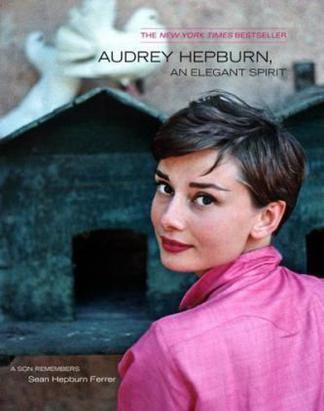 THE NEW YORK TIMES BESTSELLER
AUDREY HEPBURN,
AN ELEGANT SPIRIT
A SON REMEMBERS
Sean Hepburn Ferrer